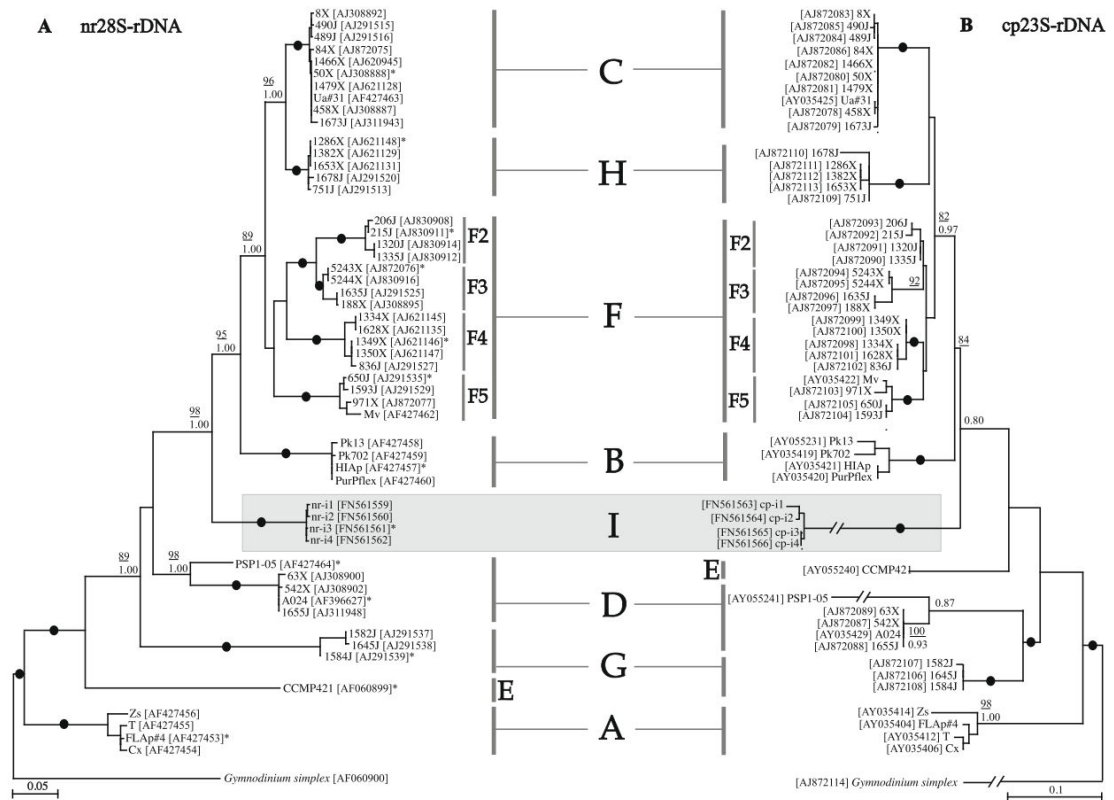 A nr28S-rDNA
8X [AJ308892]
490J [AJ291515]
489J [AJ291516]
84X [AJ872075]
1466X [AJ620945]
50X [AJ308888]*
1479X [AJ621128]
Ua#31 [AF427463]
458X [AJ308887]
1673J [AJ311943]
96
1.00
1286X [AJ621148]*
1382X [AJ621129]
1653X [AJ621131]
1678J [AJ291520]
751J [AJ291513]
206J [AJ830908]
215J [AJ830911]*
1320J [AJ830914]
1335J [AJ830912]
F2
89
1.00
5243X [AJ872076]*
5244X [AJ830916]
1635J [AJ291525]
188X [AJ308895]
F3
1334X [AJ621145]
1628X [AJ621135]
1349X [AJ621146]*
1350X [AJ621147]
836J [AJ291527]
F4
95
1.00
650J [AJ291535]*
1593J [AJ291529]
971X [AJ872077]
Mv [AF427462]
F5
98
1.00
Pk13 [AF427458]
Pk702 [AF427459]
HIAp [AF427457]*
PurPflex [AF427460]
nr-i1 [FN561559]
nr-i2 [FN561560]
nr-i3 [FN561561]*
nr-i4 [FN561562]
89
1.00
98
1.00
PSP1-05 [AF427464]*
63X [AJ308900]
542X [AJ308902]
A024 [AF396627]*
1655J [AJ311948]
1582J [AJ291537]
1645J [AJ291538]
1584J [AJ291539]*
CCMP421 [AF060899]*
E
Zs [AF427456]
T [AF427455]
FLAp#4 [AF427453]*
Cx [AF427454]
Gymnodinium simplex [AF060900]
0.05
C
H
F
B
I
D
G
A
B cp23S-rDNA
[AJ872083] 8X
[AJ872085] 490J
[AJ872084] 489J
[AJ872086] 84X
[AJ872082] 1466X
[AJ872080] 50X
[AJ872081] 1479X
[AY035425] Ua#31
[AJ872078] 458X
[AJ872079] 1673J
[AJ872110] 1678J
[AJ872111] 1286X
[AJ872112] 1382X
[AJ872113] 1653X
[AJ872109] 751J
F2
[AJ872093] 206J
[AJ872092] 215J
[AJ872091] 1320J
[AJ872090] 1335J
82
0.97
F3
[AJ872094] 5243X
[AJ872095] 5244X
[AJ872096] 1635J
[AJ872097] 188X
92
F4
[AJ872099] 1349X
[AJ872100] 1350X
[AJ872098] 1334X
[AJ872101] 1628X
[AJ872102] 836J
84
F5
[AY035422] Mv
[AJ872103] 971X
[AJ872105] 650J
[AJ872104] 1593J
0.80
[AY055231] Pk13
[AY035419] Pk702
[AY035421] HIAp
[AY035420] PurPflex
[FN561563] cp-i1
[FN561564] cp-i2
[FN561565] cp-i3
[FN561566] cp-i4
E
[AY055240] CCMP421
[AY055241] PSP1-05
0.87
[AJ872089] 63X
[AJ872087] 542X
[AY035429] A024
[AJ872088] 1655J
100
0.93
[AJ872107] 1582J
[AJ872106] 1645J
[AJ872108] 1584J
98
1.00
[AY035414] Zs
[AY035404] FLAp#4
[AY035412] T
[AY035406] Cx
[AJ872114] Gymnodinium simplex
0.1